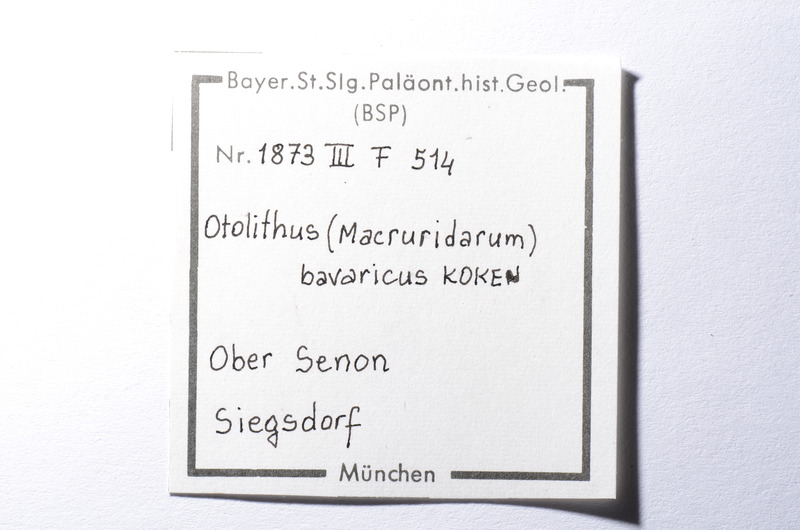 Bayer.St.Slg.Paläont.hist.Geol.
(BSP)
Nr. 1873 III F 514
Otolithus (Macruridarum)
bavaricus KOKEN
Ober Senon
Siegsdorf
München